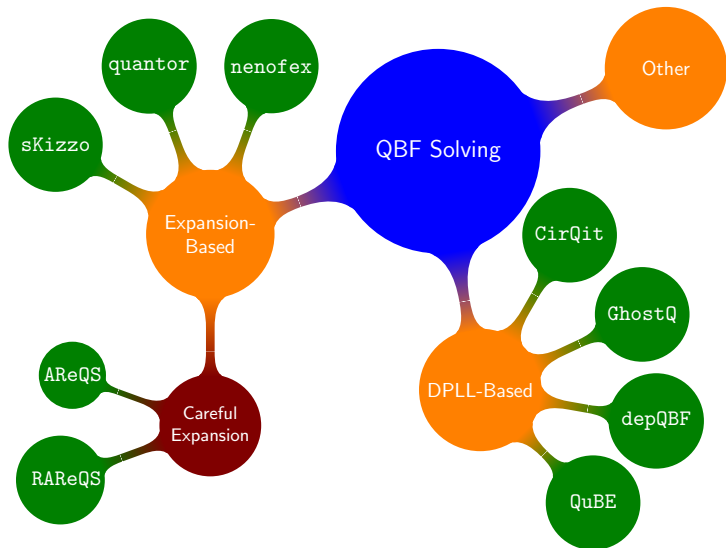 quantor
nenofex
Other
sKizzo
QBF Solving
Expansion-
Based
CirQit
GhostQ
AReQS
DPLL-Based
Careful
Expansion
depQBF
RAReQS
QuBE